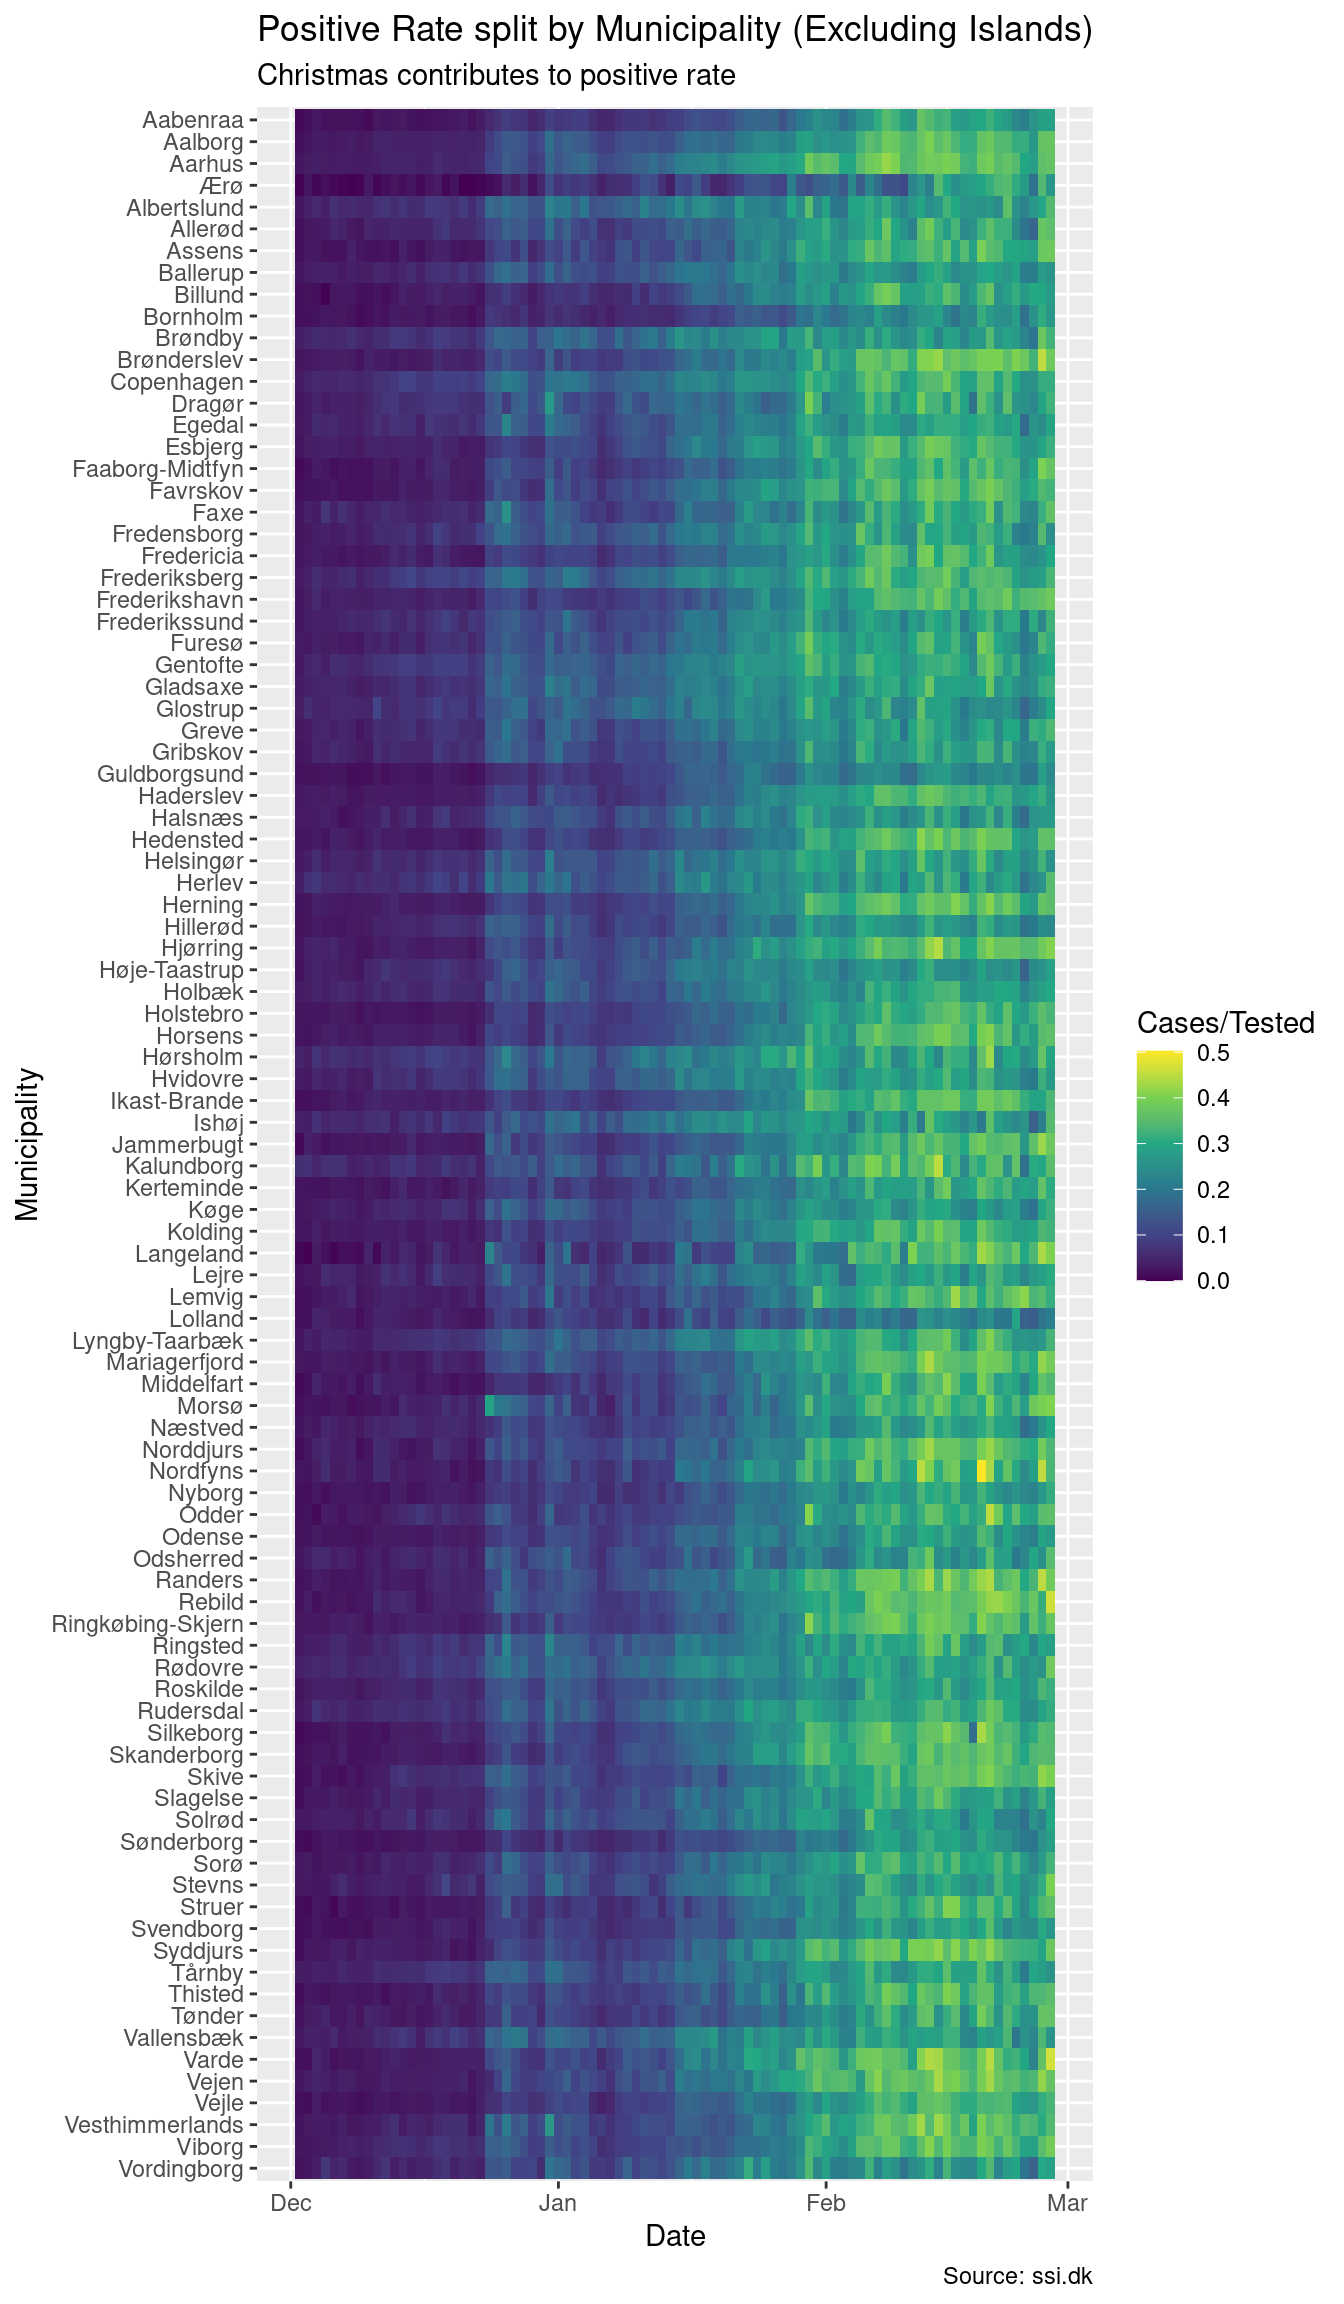 Positive Rate split by Municipality (Excluding Islands)
Christmas contributes to positive rate
Municipality
Aabenraa
Aalborg
Aarhus
Ærø
Albertslund
Allerød
Assens
Ballerup
Billund
Bornholm
Brøndby
Brønderslev
Copenhagen
Dragør
Egedal
Esbjerg
Faaborg-Midtfyn
Favrskov
Faxe
Fredensborg
Fredericia
Frederiksberg
Frederikshavn
Frederikssund
Furesø
Gentofte
Gladsaxe
Glostrup
Greve
Gribskov
Guldborgsund
Haderslev
Halsnæs
Hedensted
Helsingør
Herlev
Herning
Hillerød
Hjørring
Høje-Taastrup
Holbæk
Holstebro
Horsens
Hørsholm
Hvidovre
Ikast-Brande
Ishøj
Jammerbugt
Kalundborg
Kerteminde
Køge
Kolding
Langeland
Lejre
Lemvig
Lolland
Lyngby-Taarbæk
Mariagerfjord
Middelfart
Morsø
Næstved
Norddjurs
Nordfyns
Nyborg
Odder
Odense
Odsherred
Randers
Rebild
Ringkøbing-Skjern
Ringsted
Rødovre
Roskilde
Rudersdal
Silkeborg
Skanderborg
Skive
Slagelse
Solrød
Sønderborg
Sorø
Stevns
Struer
Svendborg
Syddjurs
Tårnby
Thisted
Tønder
Vallensbæk
Varde
Vejen
Vejle
Vesthimmerlands
Viborg
Vordingborg
Dec Jan Feb Mar
Date
Cases/Tested
0.5
0.4
0.3
0.2
0.1
0.0
Source: ssi.dk